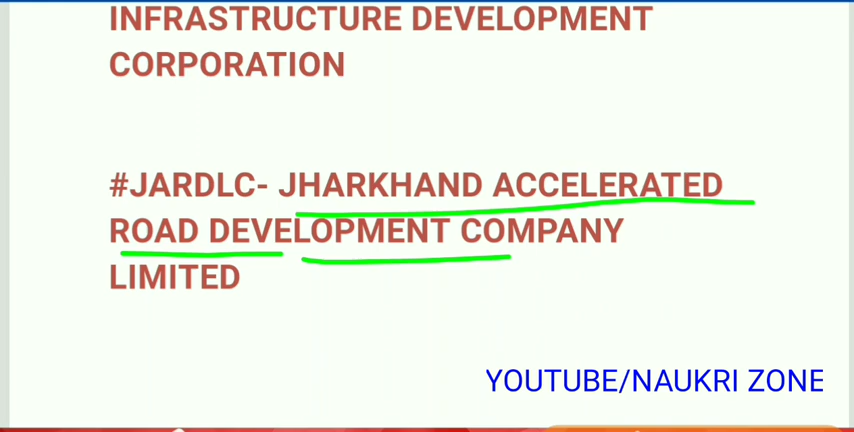 INFRASTRUCTURE DEVELOPMENT
CORPORATION
#JARDLC- JHARKHAND ACCELERATED
ROAD DEVELOPMENT COMPANY
LIMITED
YOUTUBE/NAUKRI ZONE